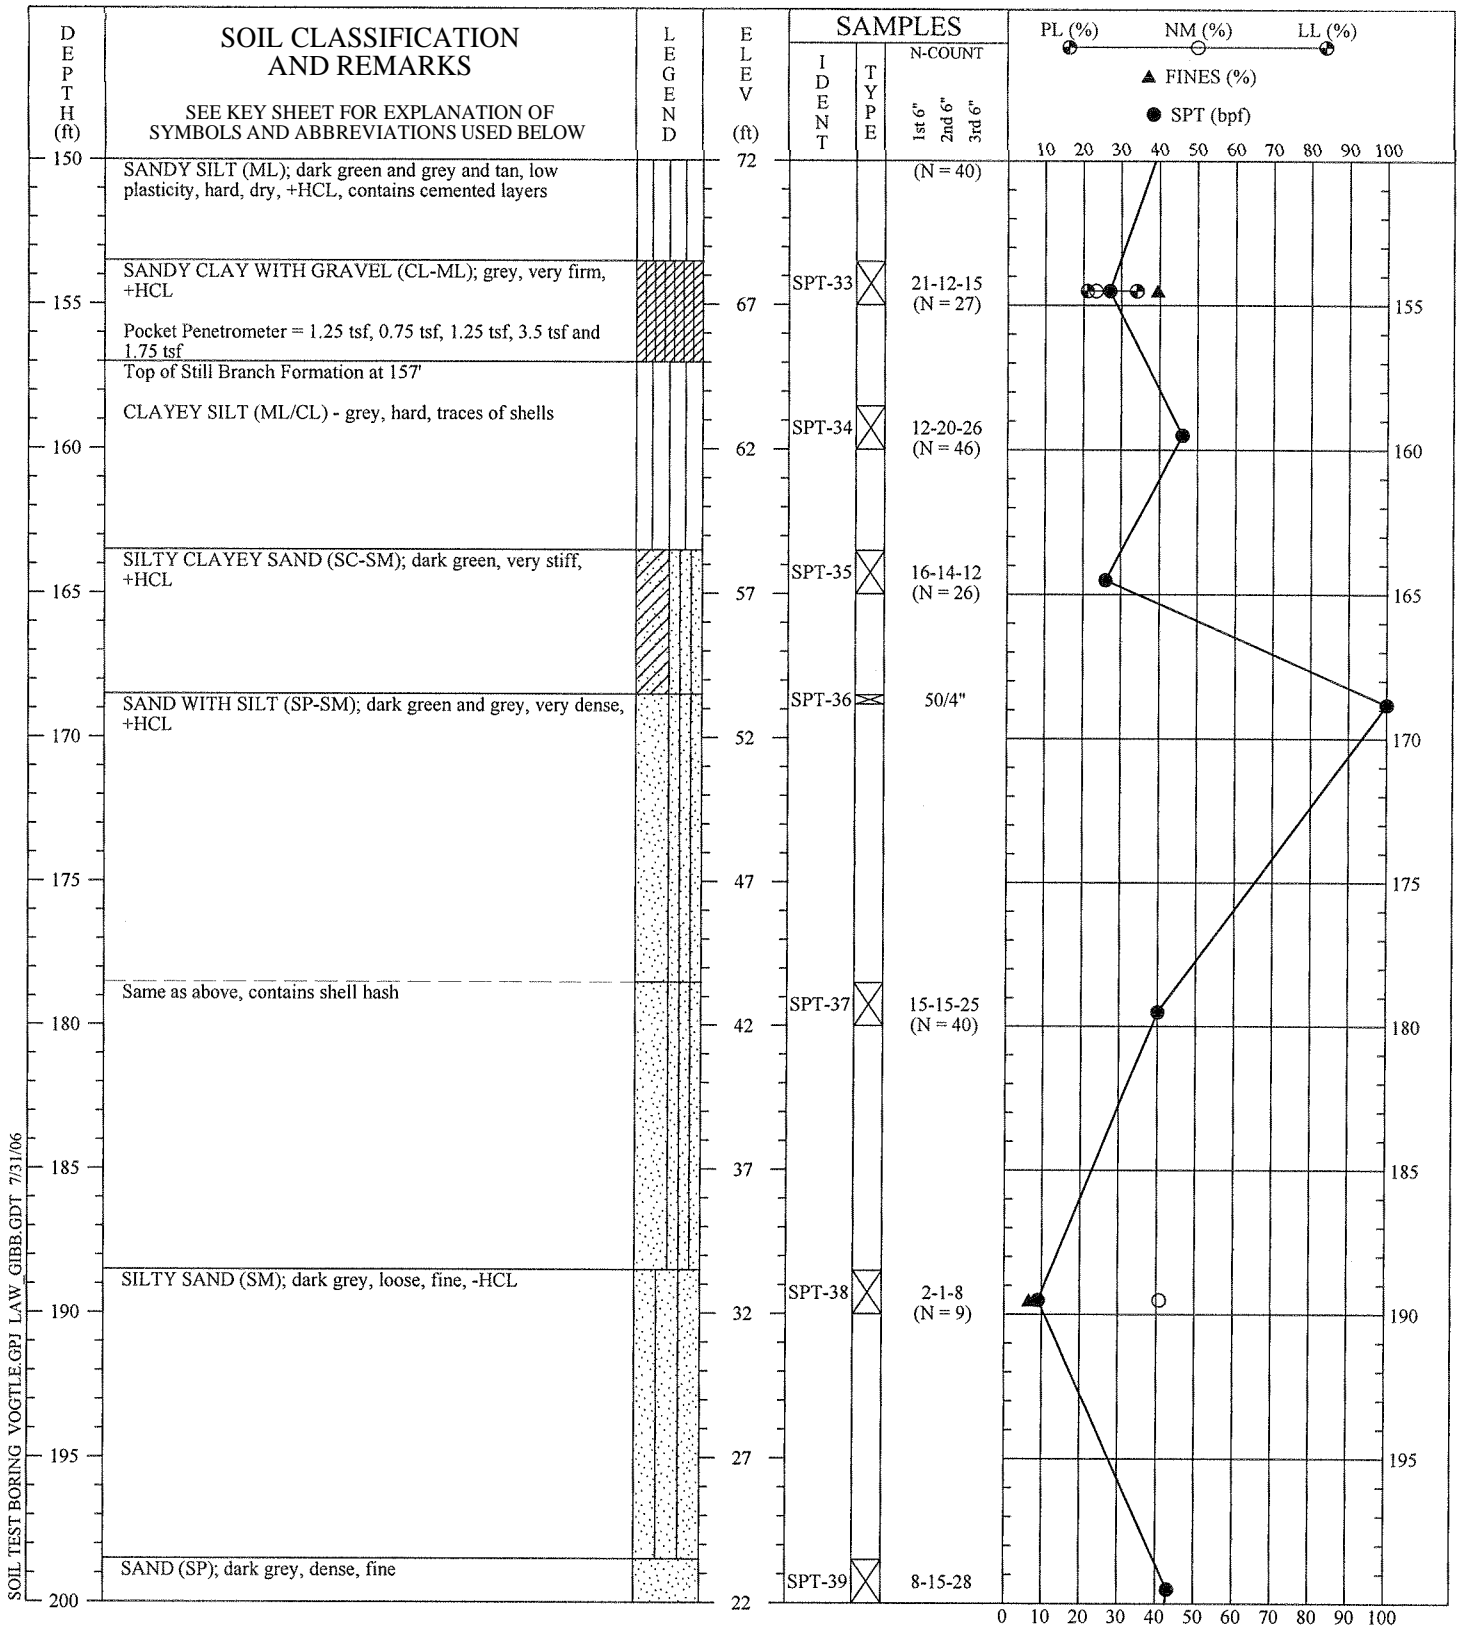 DEPTH (ft)
SOIL CLASSIFICATION
AND REMARKS
SEE KEY SHEET FOR EXPLANATION OF
SYMBOLS AND ABBREVIATIONS USED BELOW
LEGEND
ELEV (ft)
SAMPLES
IDENT
TYPE
N-COUNT
1st 6"
2nd 6"
3rd 6"
PL (%) NM (%) LL (%)
▲ FINES (%)
● SPT (bpf)
10 20 30 40 50 60 70 80 90 100
150
SANDY SILT (ML); dark green and grey and tan, low
plasticity, hard, dry, +HCL, contains cemented layers
72
(N = 40)
SANDY CLAY WITH GRAVEL (CL-ML); grey, very firm,
+HCL
SPT-33
21-12-15
(N = 27)
155
67
155
Pocket Penetrometer = 1.25 tsf, 0.75 tsf, 1.25 tsf, 3.5 tsf and
1.75 tsf
Top of Still Branch Formation at 157'
CLAYEY SILT (ML/CL) - grey, hard, traces of shells
SPT-34
12-20-26
(N = 46)
160
62
160
SILTY CLAYEY SAND (SC-SM); dark green, very stiff,
+HCL
SPT-35
16-14-12
(N = 26)
165
57
165
SAND WITH SILT (SP-SM); dark green and grey, very dense,
+HCL
SPT-36
50/4"
170
52
170
175
47
175
Same as above, contains shell hash
SPT-37
15-15-25
(N = 40)
180
42
180
185
37
185
SILTY SAND (SM); dark grey, loose, fine, -HCL
SPT-38
2-1-8
(N = 9)
190
32
190
195
27
195
SAND (SP); dark grey, dense, fine
SPT-39
8-15-28
200
22
0 10 20 30 40 50 60 70 80 90 100
SOIL TEST BORING VOGTLE.GPJ LAW_GIBB.GDT 7/31/06